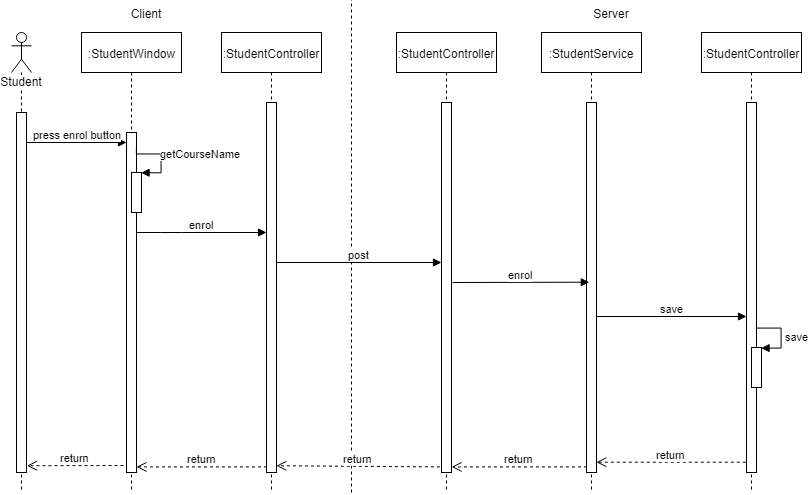 Client
Server
:StudentWindow
:StudentController
:StudentController
:StudentService
:StudentController
Student
press enrol button
getCourseName
enrol
post
enrol
save
save
return
return
return
return
return